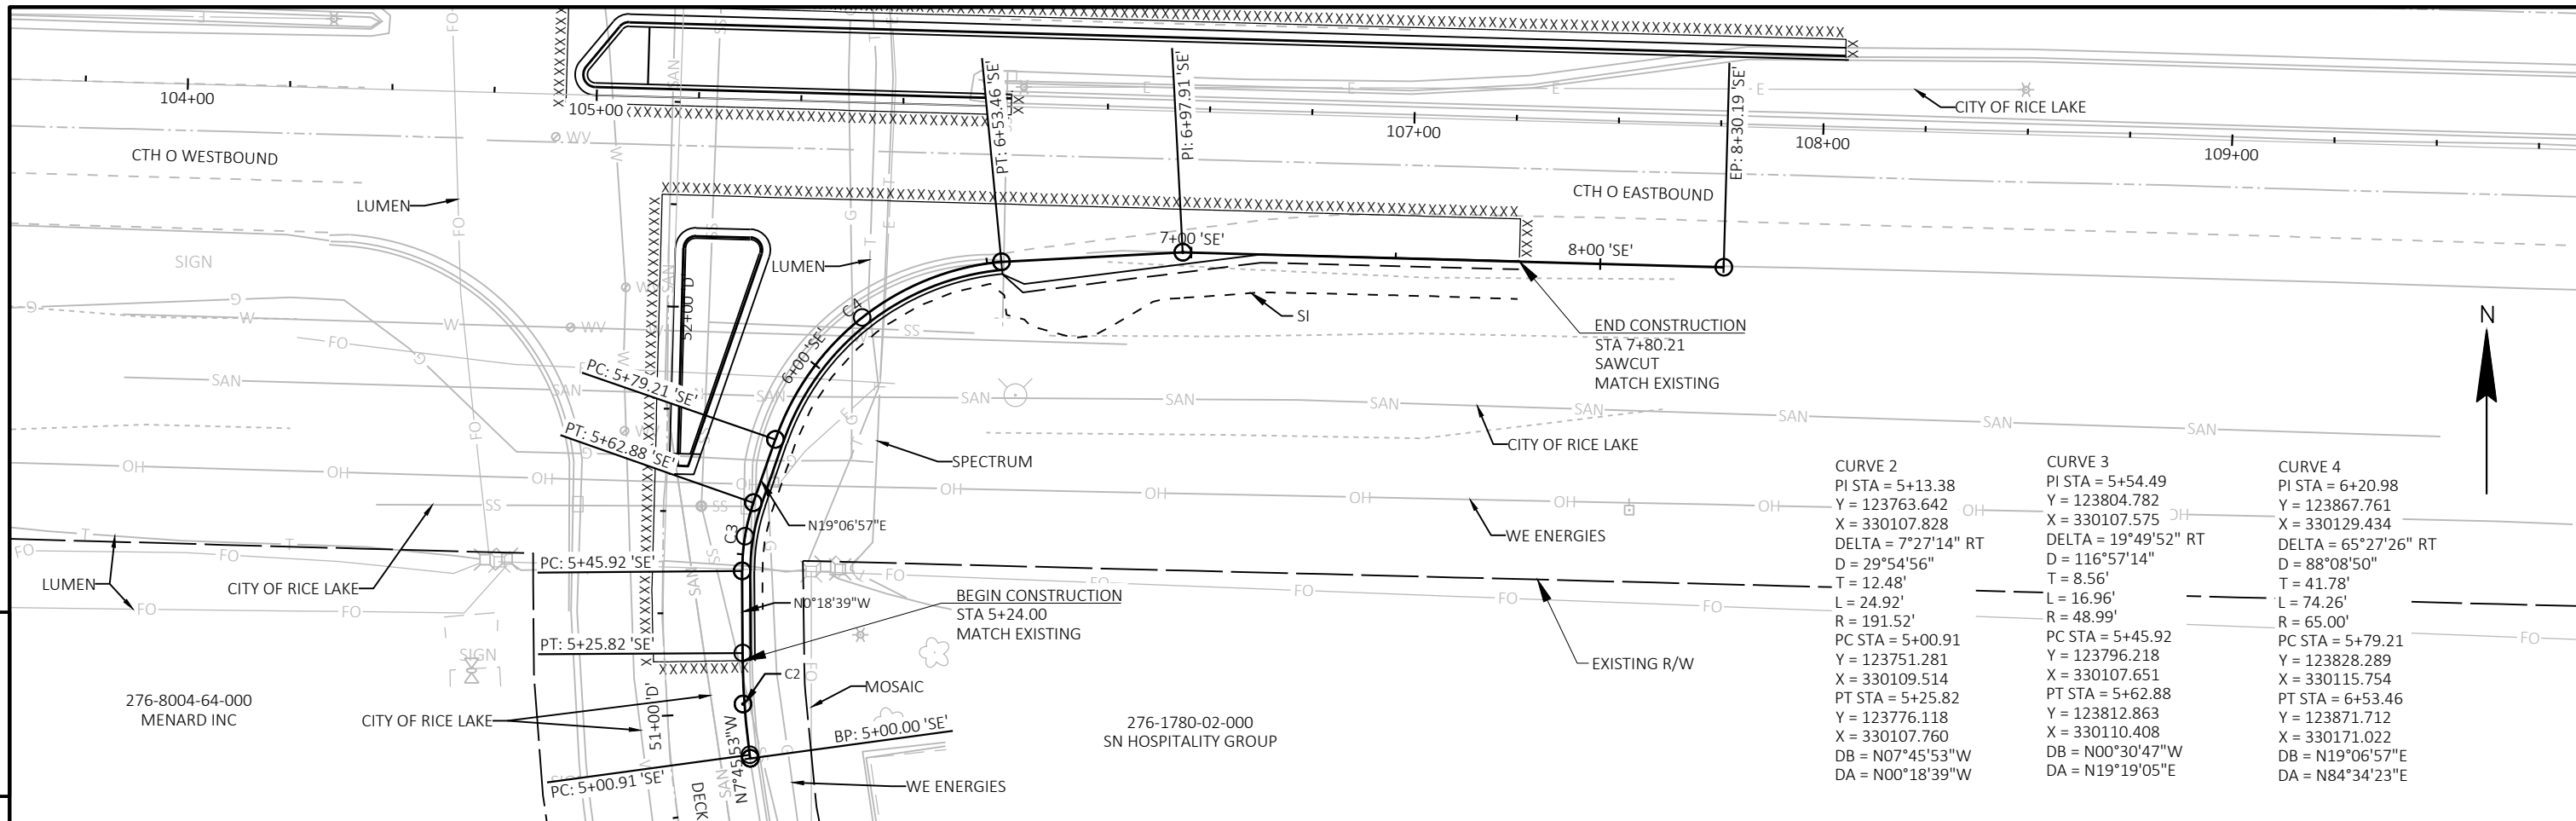 104+00
105+00
107+00
108+00
109+00
CTH O WESTBOUND
CTH O EASTBOUND
CITY OF RICE LAKE
PT: 6+53.46 'SE'
PI: 6+97.91 'SE'
EP: 8+30.19 'SE'
LUMEN
LUMEN
SIGN
7+00 'SE'
8+00 'SE'
52+00 'D'
C4
6+00 'SE'
SI
END CONSTRUCTION
STA 7+80.21
SAWCUT
MATCH EXISTING
N
PC: 5+79.21 'SE'
PT: 5+62.88 'SE'
CITY OF RICE LAKE
SPECTRUM
N19°06'57"E
C3
WE ENERGIES
PC: 5+45.92 'SE'
LUMEN
CITY OF RICE LAKE
N0°18'39"W
BEGIN CONSTRUCTION
STA 5+24.00
MATCH EXISTING
PT: 5+25.82 'SE'
SIGN
EXISTING R/W
C2
MOSAIC
276-8004-64-000
MENARD INC
CITY OF RICE LAKE
51+00 'D'
N7°45'53"W
BP: 5+00.00 'SE'
PC: 5+00.91 'SE'
276-1780-02-000
SN HOSPITALITY GROUP
WE ENERGIES
DECK
CURVE 2
PI STA = 5+13.38
Y = 123763.642
X = 330107.828
DELTA = 7°27'14" RT
D = 29°54'56"
T = 12.48'
L = 24.92'
R = 191.52'
PC STA = 5+00.91
Y = 123751.281
X = 330109.514
PT STA = 5+25.82
Y = 123776.118
X = 330107.760
DB = N07°45'53"W
DA = N00°18'39"W
CURVE 3
PI STA = 5+54.49
Y = 123804.782
X = 330107.575
DELTA = 19°49'52" RT
D = 116°57'14"
T = 8.56'
L = 16.96'
R = 48.99'
PC STA = 5+45.92
Y = 123796.218
X = 330107.651
PT STA = 5+62.88
Y = 123812.863
X = 330110.408
DB = N00°30'47"W
DA = N19°19'05"E
CURVE 4
PI STA = 6+20.98
Y = 123867.761
X = 330129.434
DELTA = 65°27'26" RT
D = 88°08'50"
T = 41.78'
L = 74.26'
R = 65.00'
PC STA = 5+79.21
Y = 123828.289
X = 330115.754
PT STA = 6+53.46
Y = 123871.712
X = 330171.022
DB = N19°06'57"E
DA = N84°34'23"E